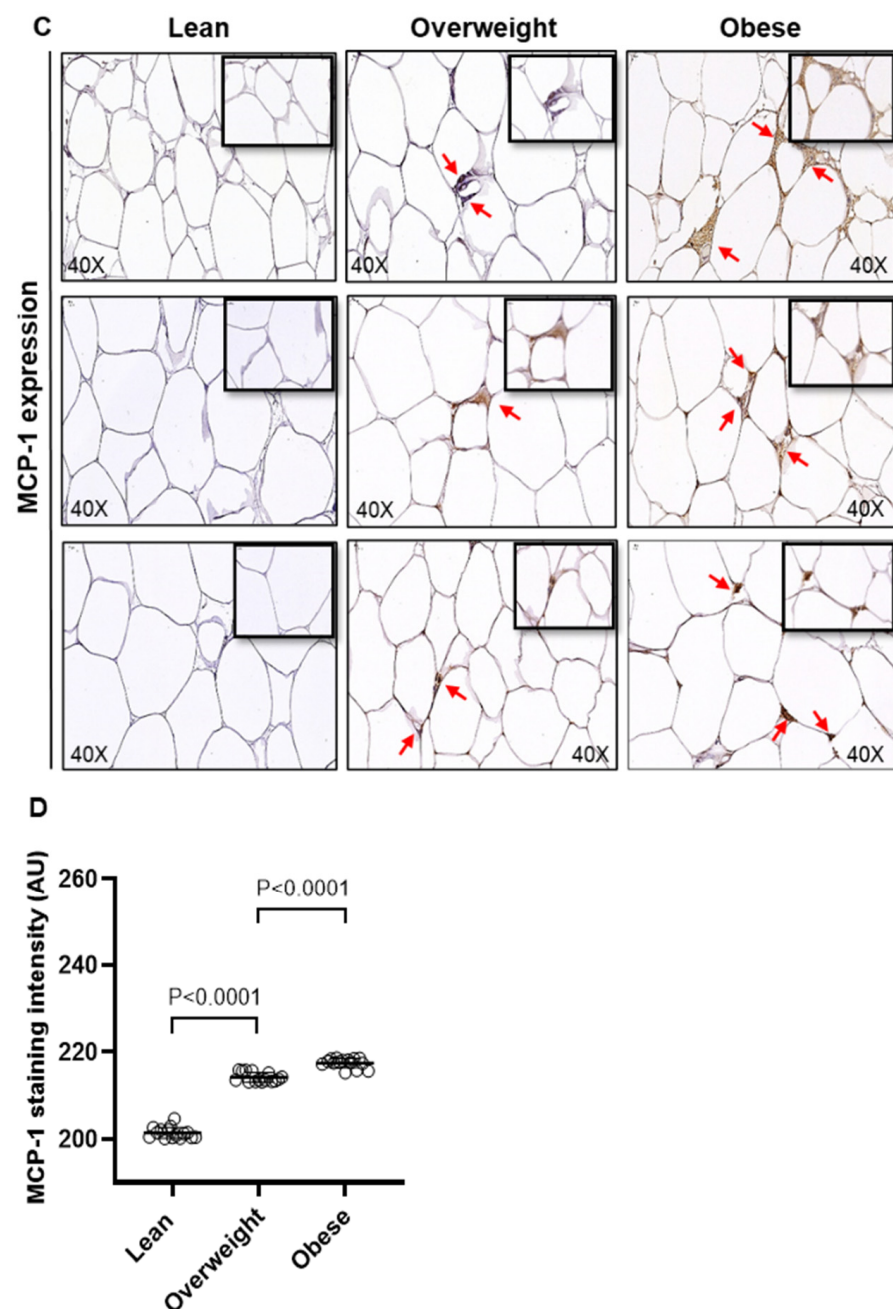 C
Lean
Overweight
Obese
MCP-1 expression
40X
40X
40X
40X
40X
40X
40X
40X
40X
D
MCP-1 staining intensity (AU)
260
240
220
200
P<0.0001
P<0.0001
Lean
Overweight
Obese